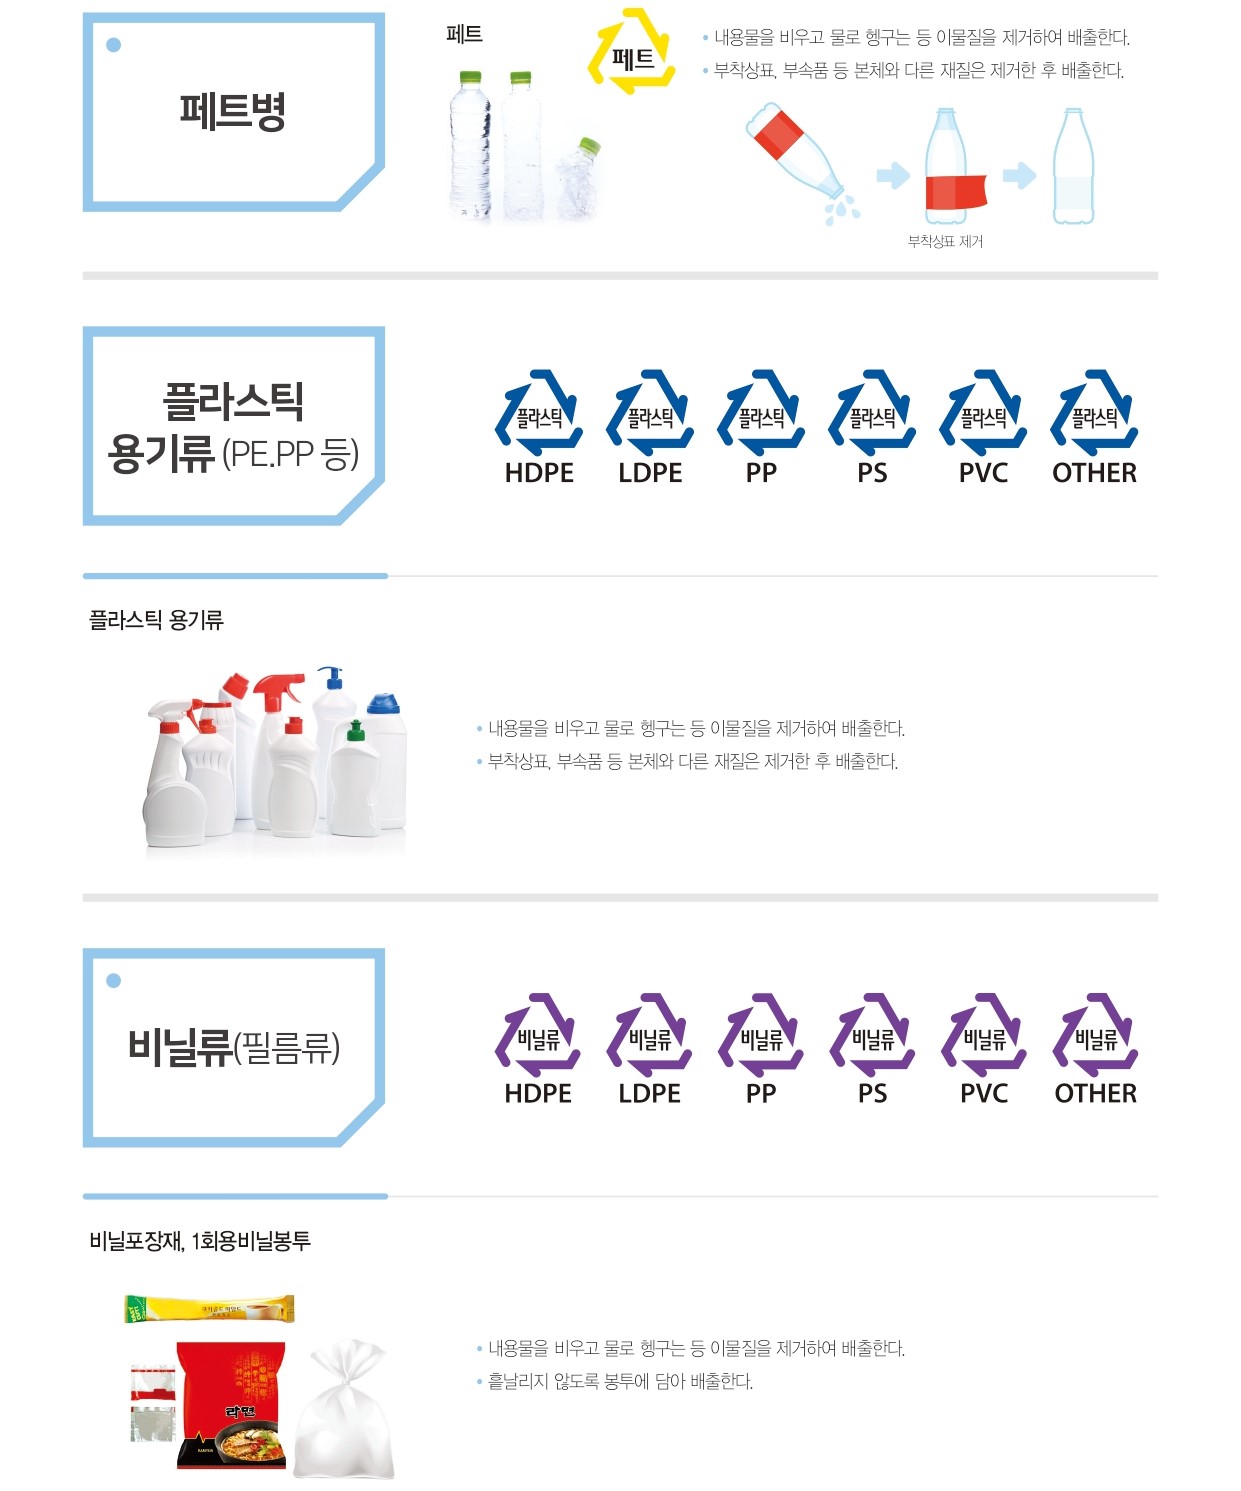 페트병
페트
페트
• 내용물을 비우고 물로 헹구는 등 이물질을 제거하여 배출한다.
• 부착상표, 부속품 등 본체와 다른 재질은 제거한 후 배출한다.
부착상표 제거
플라스틱
용기류 (PE.PP 등)
플라스틱 플라스틱 플라스틱 플라스틱 플라스틱 플라스틱
HDPE LDPE PP PS PVC OTHER
플라스틱 용기류
• 내용물을 비우고 물로 헹구는 등 이물질을 제거하여 배출한다.
• 부착상표, 부속품 등 본체와 다른 재질은 제거한 후 배출한다.
비닐류(필름류)
비닐류 비닐류 비닐류 비닐류 비닐류 비닐류
HDPE LDPE PP PS PVC OTHER
비닐포장재, 1회용비닐봉투
라면
• 내용물을 비우고 물로 헹구는 등 이물질을 제거하여 배출한다.
• 흩날리지 않도록 봉투에 담아 배출한다.